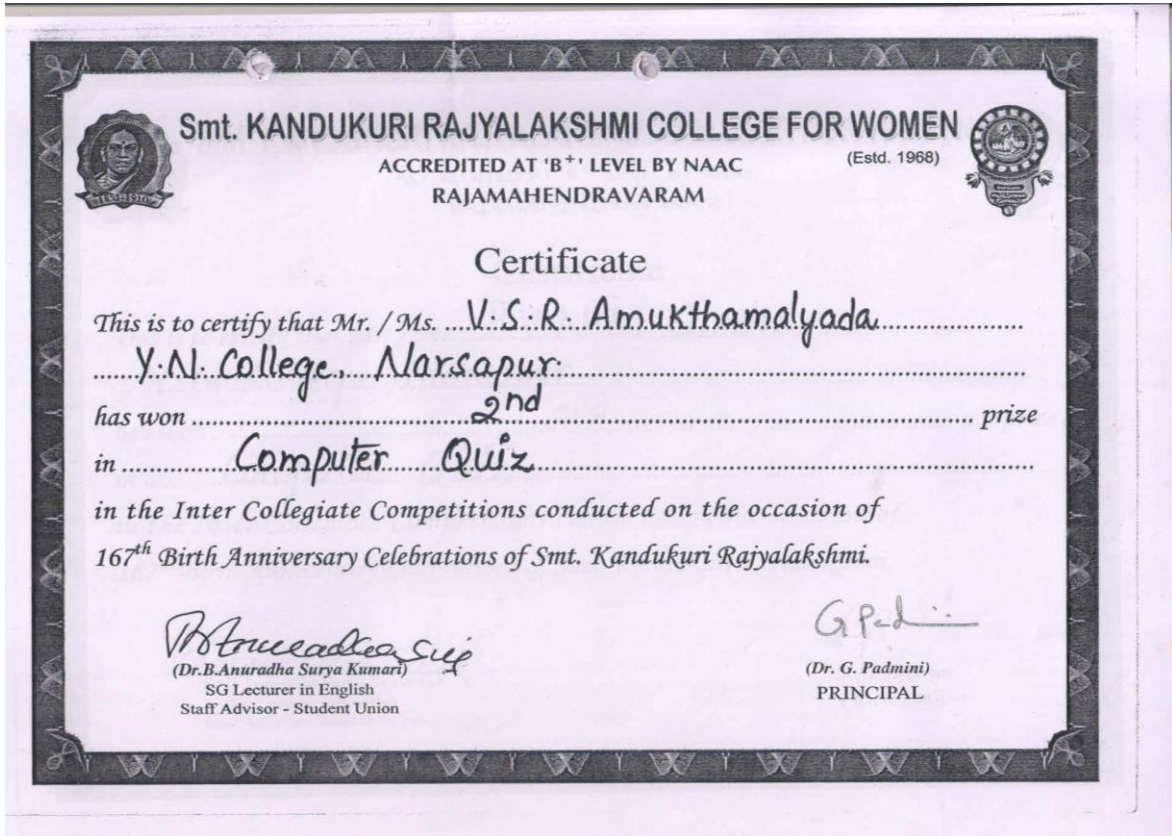 Smt. KANDUKURI RAJYALAKSHMI COLLEGE FOR WOMEN
ACCREDITED AT 'B+' LEVEL BY NAAC
(Estd. 1968)
RAJAMAHENDRAVARAM
1851-1910
Certificate
This is to certify that Mr. / Ms. ...V.S.R. Amukthamalyada...
...Y.N. College, Narsapur...
has won ...2nd... prize
in ...Computer Quiz...
in the Inter Collegiate Competitions conducted on the occasion of
167th Birth Anniversary Celebrations of Smt. Kandukuri Rajyalakshmi.
G Padmini
(Dr.B.Anuradha Surya Kumari)
SG Lecturer in English
Staff Advisor - Student Union
(Dr. G. Padmini)
PRINCIPAL